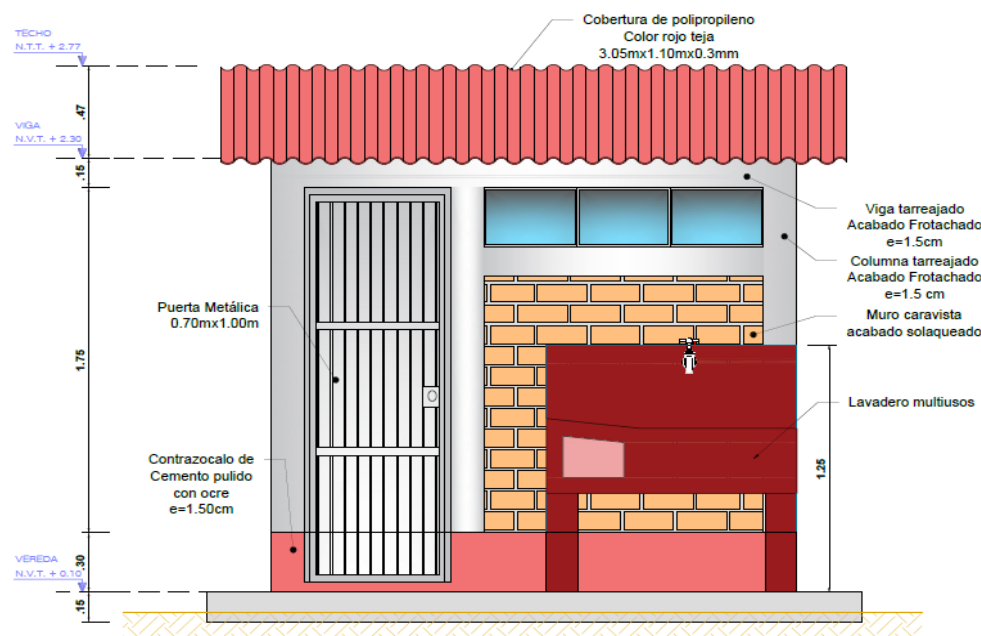 TECHO
N.T.T. + 2.77
Cobertura de polipropileno
Color rojo teja
3.05mx1.10mx0.3mm
.47
VIGA
N.V.T. + 2.30
.15
Viga tarreajado
Acabado Frotachado
e=1.5cm
Columna tarreajado
Acabado Frotachado
e=1.5 cm
Puerta Metálica
0.70mx1.00m
Muro caravista
acabado solaqueado
1.75
Lavadero multiusos
1.25
Contrazocalo de
Cemento pulido
con ocre
e=1.50cm
VEREDA
N.V.T. + 0.10
.30
.15